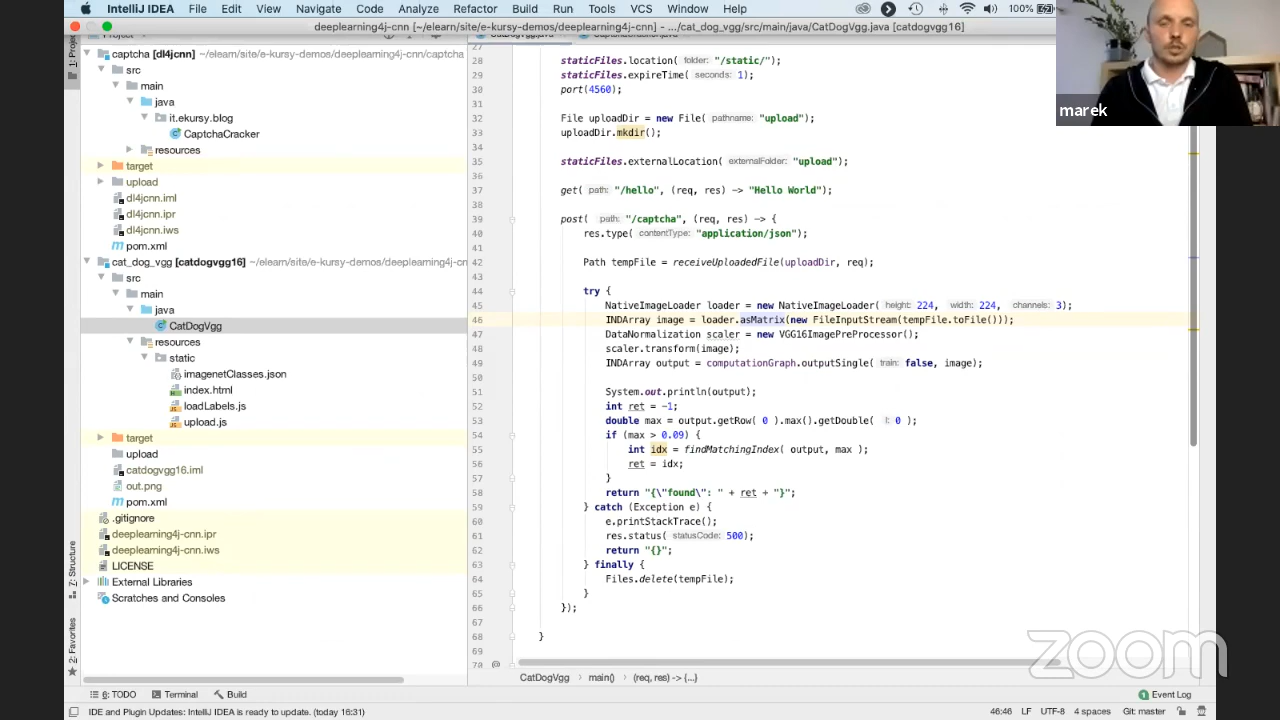 IntelliJ IDEA File Edit View Navigate Code Analyze Refactor Build Run Tools VCS Window Help 100%
deeplearning4j-cnn [~/elearn/site/e-kursy-demos/deeplearning4j-cnn] - .../cat_dog_vgg/src/main/java/CatDogVgg.java [catdogvgg16]
marek
1: Project
captcha [dl4jcnn] ~/elearn/site/e-kursy-demos/deeplearning4j-cnn/captcha
src
main
java
it.ekursy.blog
CaptchaCracker
resources
target
upload
dl4jcnn.iml
dl4jcnn.ipr
dl4jcnn.iws
pom.xml
cat_dog_vgg [catdogvgg16] ~/elearn/site/e-kursy-demos/deeplearning4j-cn
src
main
java
CatDogVgg
resources
static
imagenetClasses.json
index.html
loadLabels.js
upload.js
target
upload
catdogvgg16.iml
out.png
pom.xml
.gitignore
deeplearning4j-cnn.ipr
deeplearning4j-cnn.iws
LICENSE
External Libraries
Scratches and Consoles
7: Structure
2: Favorites
27
28 staticFiles.location( folder: "/static/");
29 staticFiles.expireTime( seconds: 1);
30 port(4560);
31
32 File uploadDir = new File( pathname: "upload");
33 uploadDir.mkdir();
34
35 staticFiles.externalLocation( externalFolder: "upload");
36
37 get( path: "/hello", (req, res) -> "Hello World");
38
39 post( path: "/captcha", (req, res) -> {
40 res.type( contentType: "application/json");
41
42 Path tempFile = receiveUploadedFile(uploadDir, req);
43
44 try {
45 NativeImageLoader loader = new NativeImageLoader( height: 224, width: 224, channels: 3);
46 INDArray image = loader.asMatrix(new FileInputStream(tempFile.toFile()));
47 DataNormalization scaler = new VGG16ImagePreProcessor();
48 scaler.transform(image);
49 INDArray output = computationGraph.outputSingle( train: false, image);
50
51 System.out.println(output);
52 int ret = -1;
53 double max = output.getRow( 0 ).max().getDouble( i: 0 );
54 if (max > 0.09) {
55 int idx = findMatchingIndex( output, max );
56 ret = idx;
57 }
58 return "{\"found\": " + ret + "}";
59 } catch (Exception e) {
60 e.printStackTrace();
61 res.status( statusCode: 500);
62 return "{}";
63 } finally {
64 Files.delete(tempFile);
65 }
66 });
67
68 }
69
70 @
zoom
CatDogVgg › main() › (req, res) -> {...}
6: TODO Terminal Build 1 Event Log
IDE and Plugin Updates: IntelliJ IDEA is ready to update. (today 16:31) 46:46 LF UTF-8 4 spaces Git: master